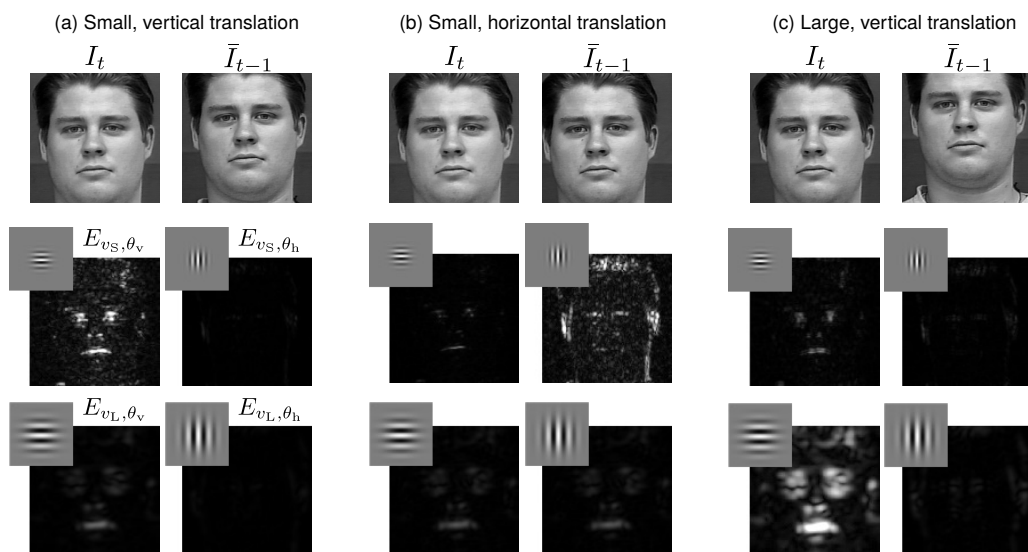 (a) Small, vertical translation (b) Small, horizontal translation (c) Large, vertical translation
I_t Ī_{t−1} I_t Ī_{t−1} I_t Ī_{t−1}
E_{v_S,θ_v} E_{v_S,θ_h}
E_{v_L,θ_v} E_{v_L,θ_h}